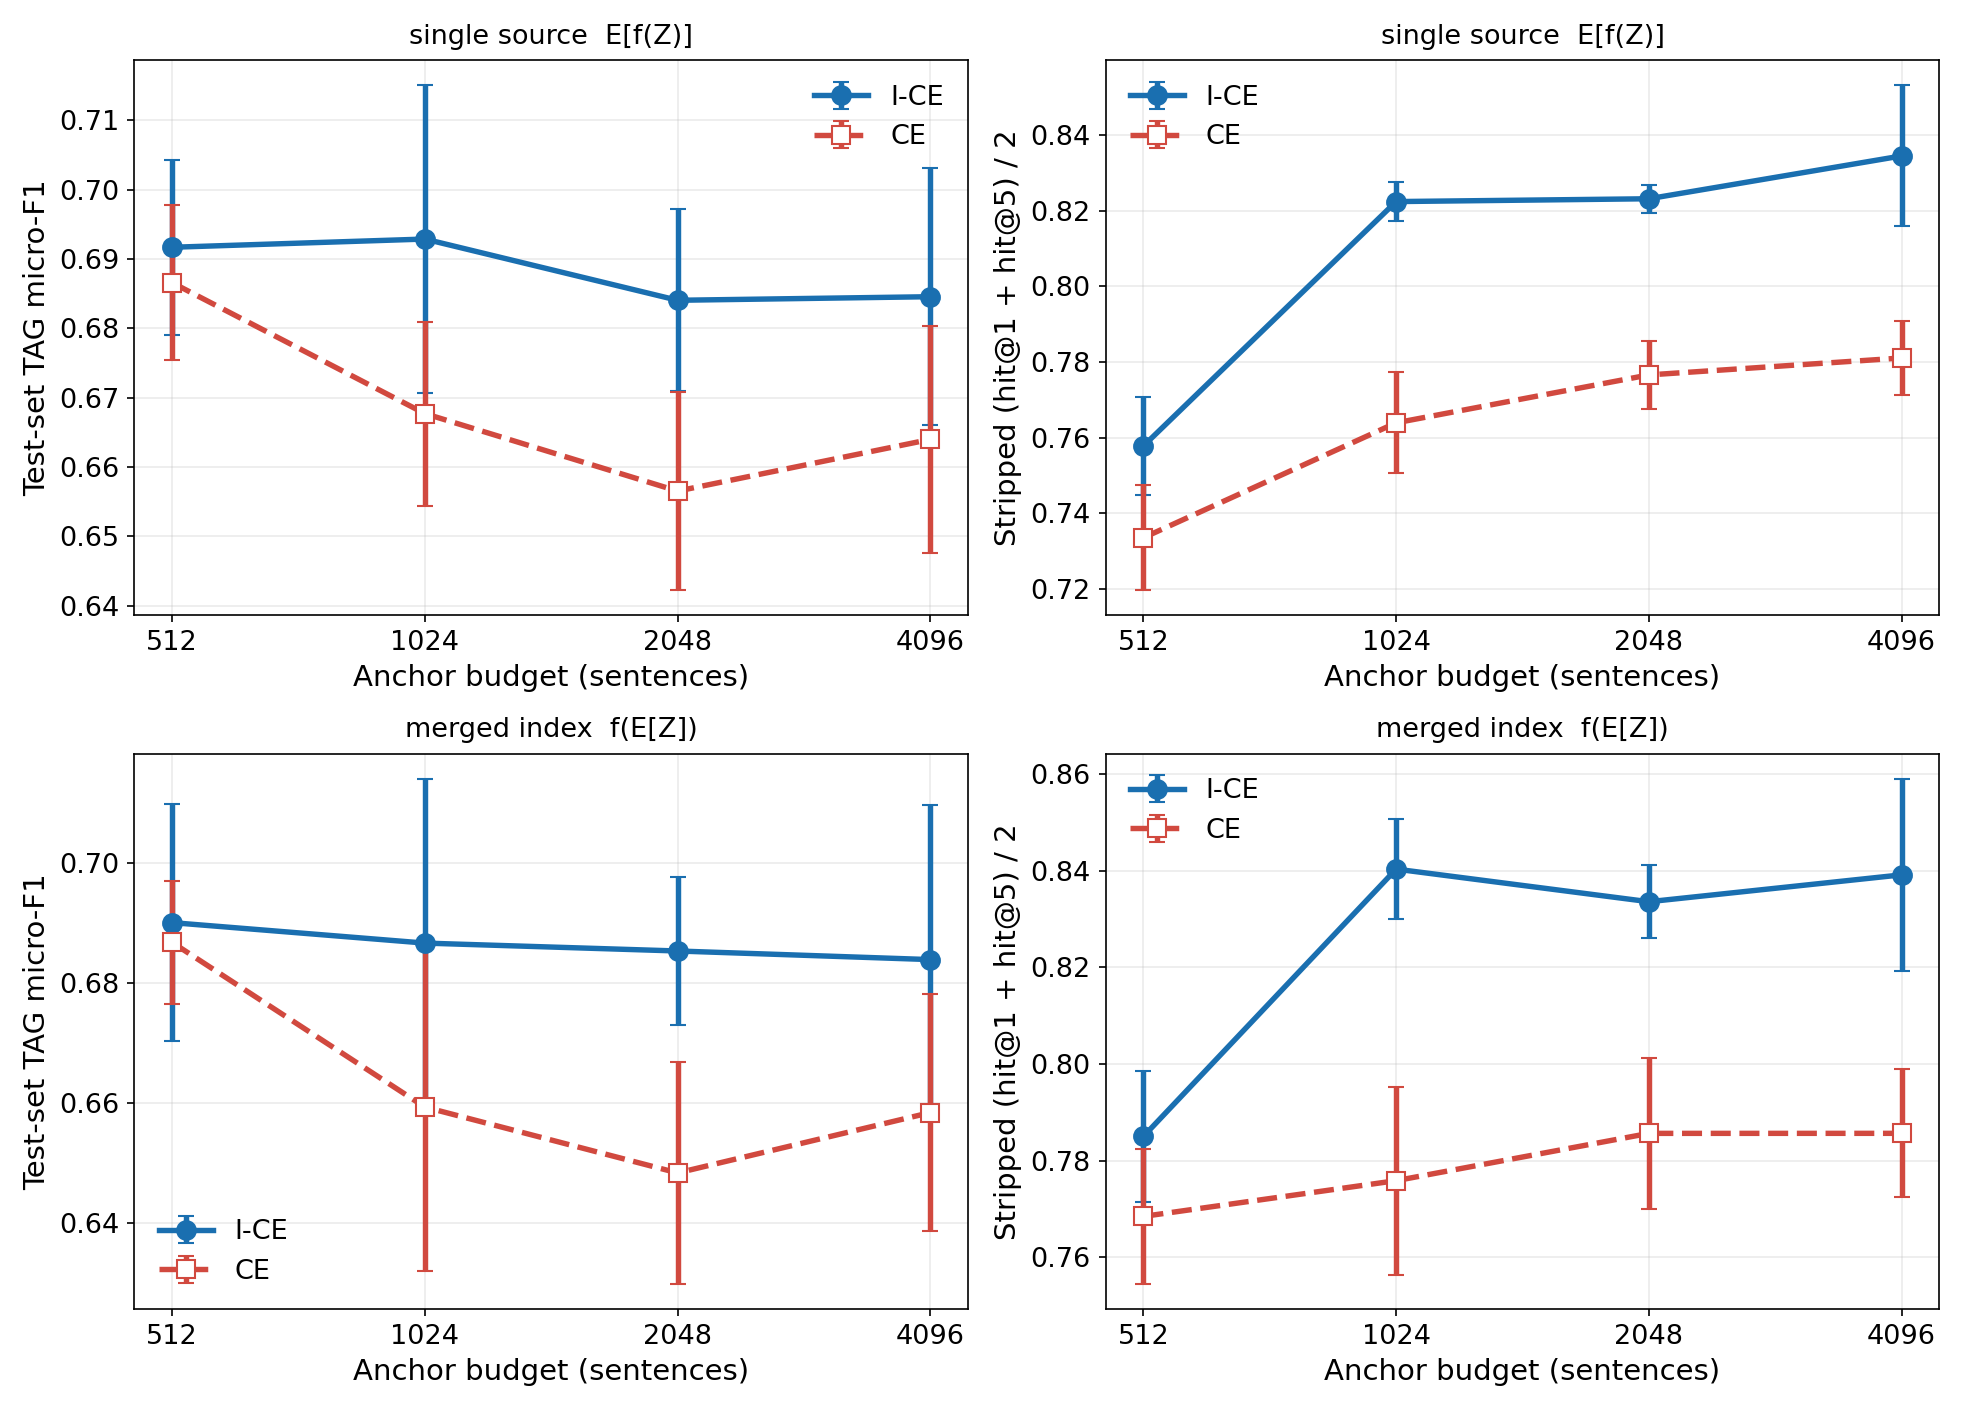 single source  E[f(Z)]
Test-set TAG micro-F1
0.71
0.70
0.69
0.68
0.67
0.66
0.65
0.64
I-CE
CE
512 1024 2048 4096
Anchor budget (sentences)
single source  E[f(Z)]
Stripped (hit@1 + hit@5) / 2
0.84
0.82
0.80
0.78
0.76
0.74
0.72
I-CE
CE
512 1024 2048 4096
Anchor budget (sentences)
merged index  f(E[Z])
Test-set TAG micro-F1
0.70
0.68
0.66
0.64
I-CE
CE
512 1024 2048 4096
Anchor budget (sentences)
merged index  f(E[Z])
Stripped (hit@1 + hit@5) / 2
0.86
0.84
0.82
0.80
0.78
0.76
I-CE
CE
512 1024 2048 4096
Anchor budget (sentences)